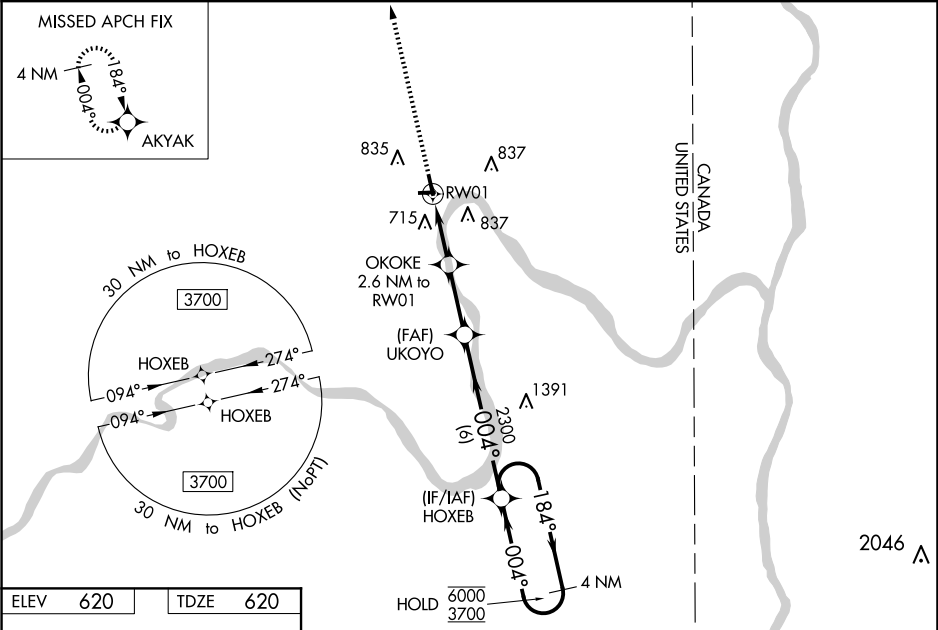 MISSED APCH FIX
4 NM
184°
004°
AKYAK
835
837
RW01
715
837
CANADA
UNITED STATES
OKOKE
2.6 NM to
RW01
(FAF)
UKOYO
30 NM to HOXEB
3700
HOXEB
274°
094°
274°
094°
HOXEB
3700
30 NM to HOXEB (NoPT)
1391
2300
004°
(6)
(IF/IAF)
HOXEB
184°
004°
4 NM
HOLD 6000
3700
2046
ELEV 620
TDZE 620